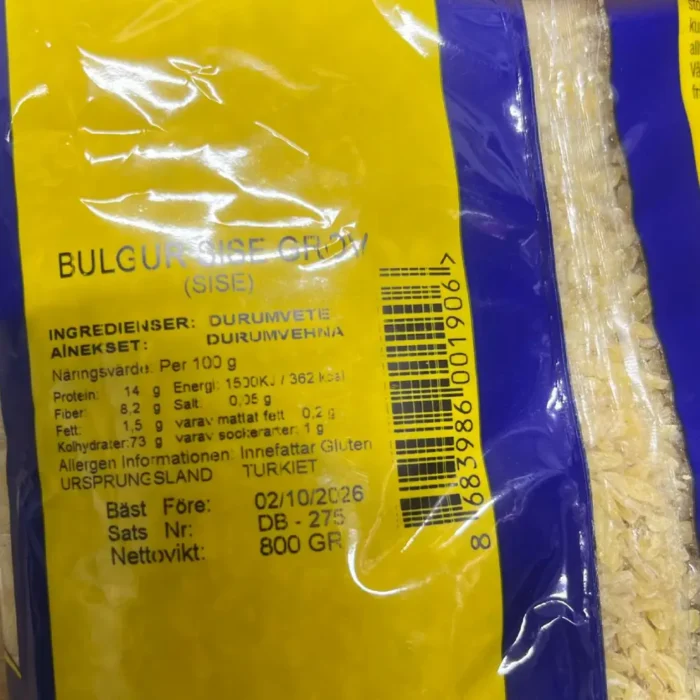 BULGUR SISE GROV
(SISE)
INGREDIENSER: DURUMVETE
AINEKSET: DURUMVEHNA
Näringsvärde: Per 100 g
Protein: 14 g Energi: 1500KJ / 362 kcal
Fiber: 8,2 g Salt: 0,05 g
Fett: 1,5 g varav mättat fett 0,2 g
Kolhydrater:73 g varav sockerarter: 1 g
Allergen Informationen: Innefattar Gluten
URSPRUNGSLAND TURKIET
Bäst Före: 02/10/2026
Sats Nr: DB - 275
Nettovikt: 800 GR
8 683986 001906 >